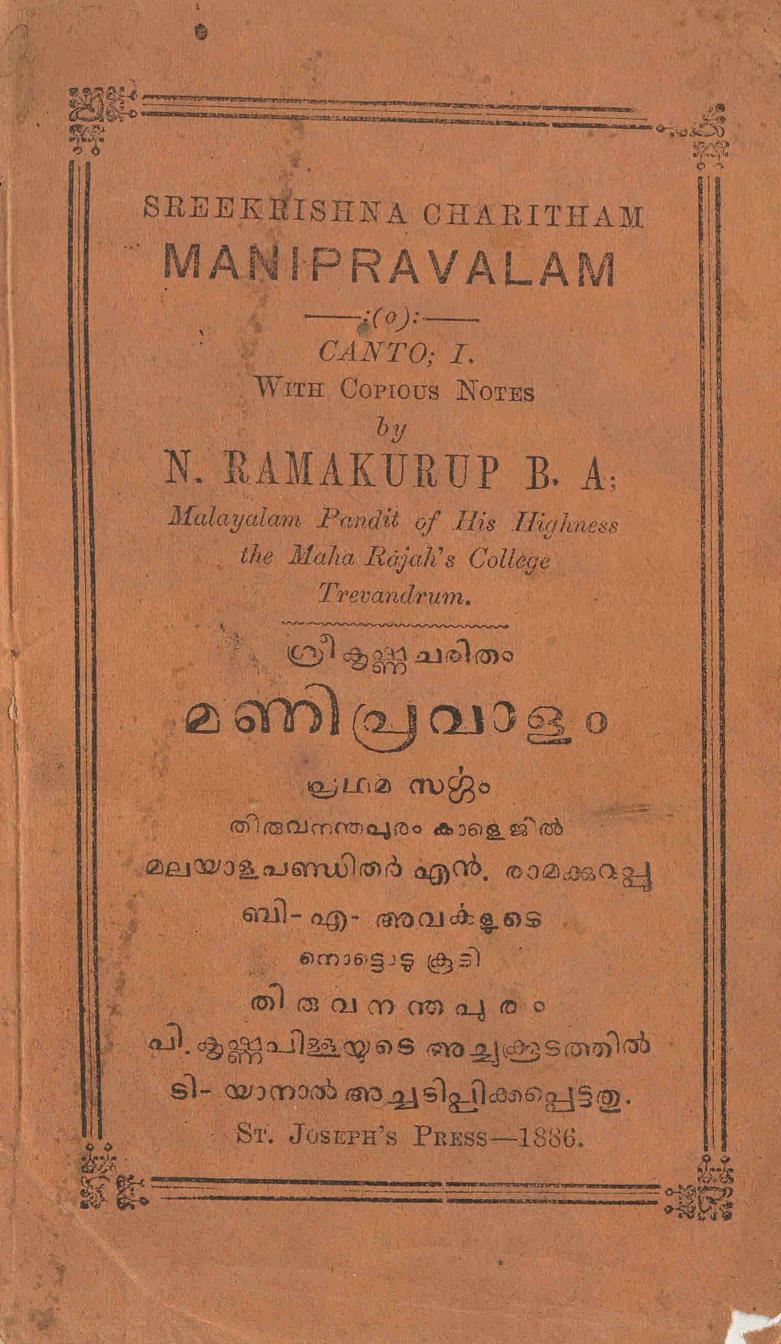 SREEKRISHNA CHARITHAM
MANIPRAVALAM
——:(o):——
CANTO; I.
WITH COPIOUS NOTES
by
N. RAMAKURUP B. A;
Malayalam Pandit of His Highness
the Maha Rájah's College
Trevandrum.
ശ്രീകൃഷ്ണചരിതം
മണിപ്രവാളം
പ്രഥമ സൎഗ്ഗം
തിരുവനന്തപുരം കാളെജിൽ
മലയാളപണ്ഡിതർ എൻ. രാമക്കുറുപ്പു
ബി- എ- അവൎകളുടെ
നൊട്ടൊടു കൂടി
തിരുവനന്തപുരം
പി. കൃഷ്ണപിള്ളയുടെ അച്ചുക്കൂടത്തിൽ
ടി- യാനാൽ അച്ചടിപ്പിക്കപ്പെട്ടതു.
ST. JOSEPH'S PRESS—1886.